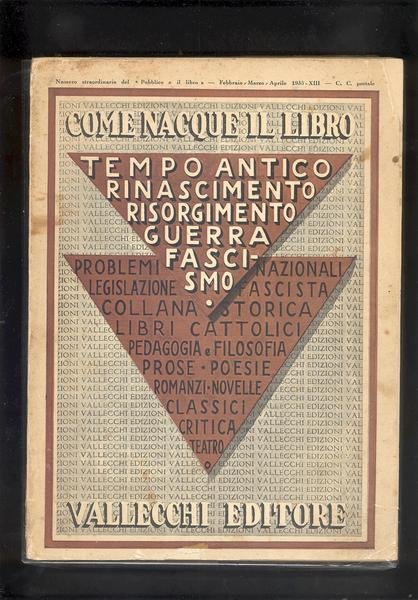 Numero straordinario del « Pubblico e il libro » — Febbraio - Marzo - Aprile 1935 - XIII — C. C. postale
COME NACQUE IL LIBRO
TEMPO ANTICO
RINASCIMENTO
RISORGIMENTO
GUERRA
FASCI-
SMO
PROBLEMI NAZIONALI
LEGISLAZIONE FASCISTA
COLLANA STORICA
LIBRI CATTOLICI
PEDAGOGIA e FILOSOFIA
PROSE · POESIE
ROMANZI · NOVELLE
CLASSICI
CRITICA
TEATRO
VALLECCHI EDITORE